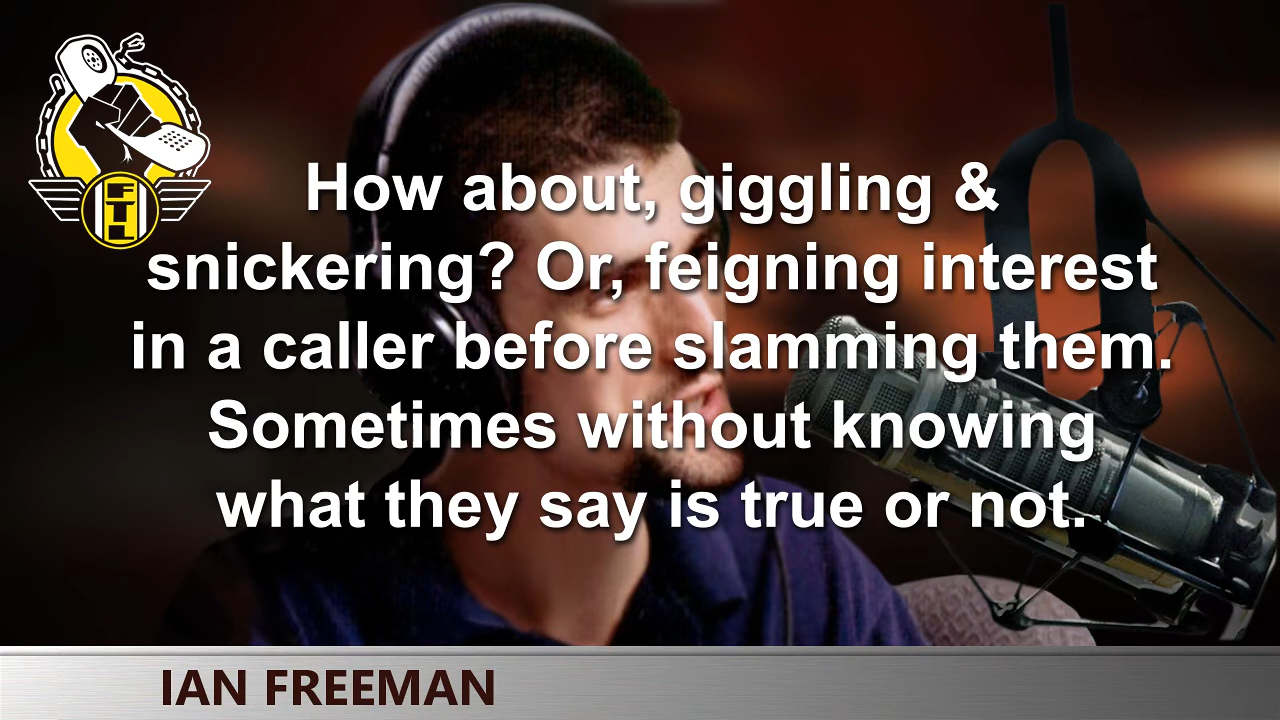 FTL
How about, giggling &
snickering? Or, feigning interest
in a caller before slamming them.
Sometimes without knowing
what they say is true or not.
IAN FREEMAN